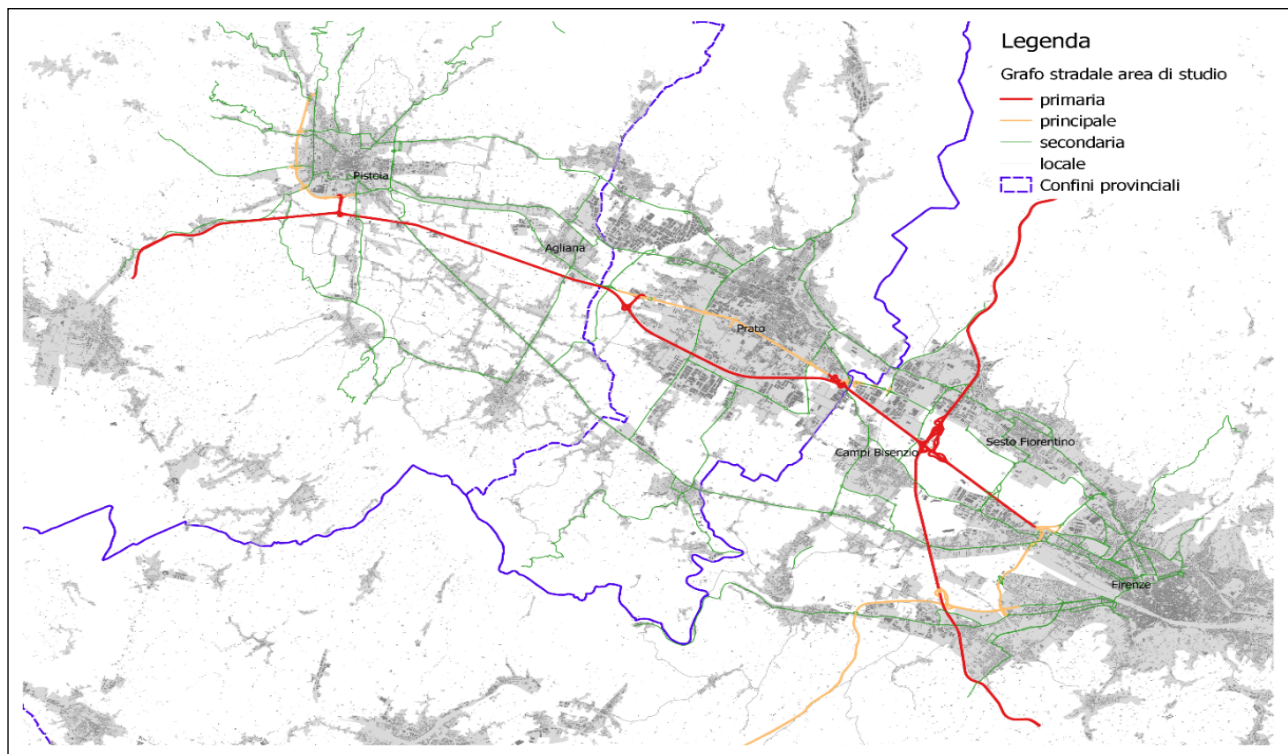 Legenda
Grafo stradale area di studio
primaria
principale
secondaria
locale
Confini provinciali
Pistoia
Agliana
Prato
Campi Bisenzio
Sesto Fiorentino
Firenze